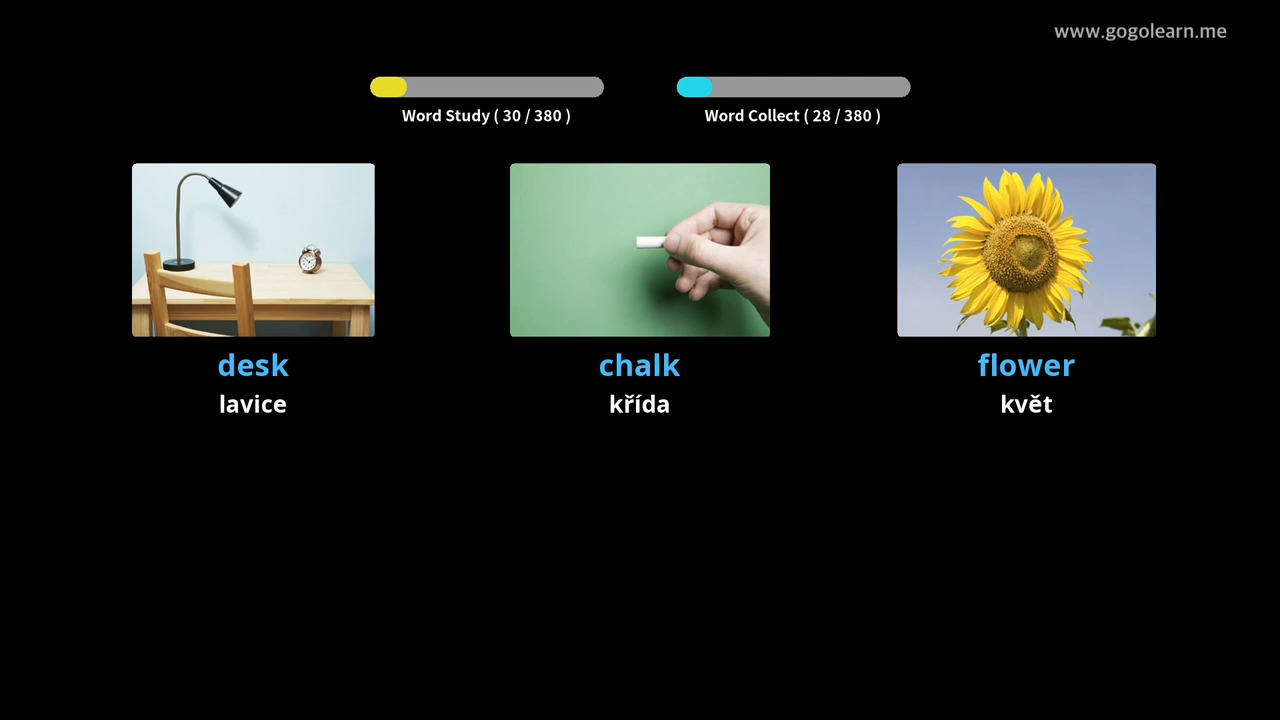 www.gogolearn.me
Word Study ( 30 / 380 )
Word Collect ( 28 / 380 )
desk
lavice
chalk
křída
flower
květ